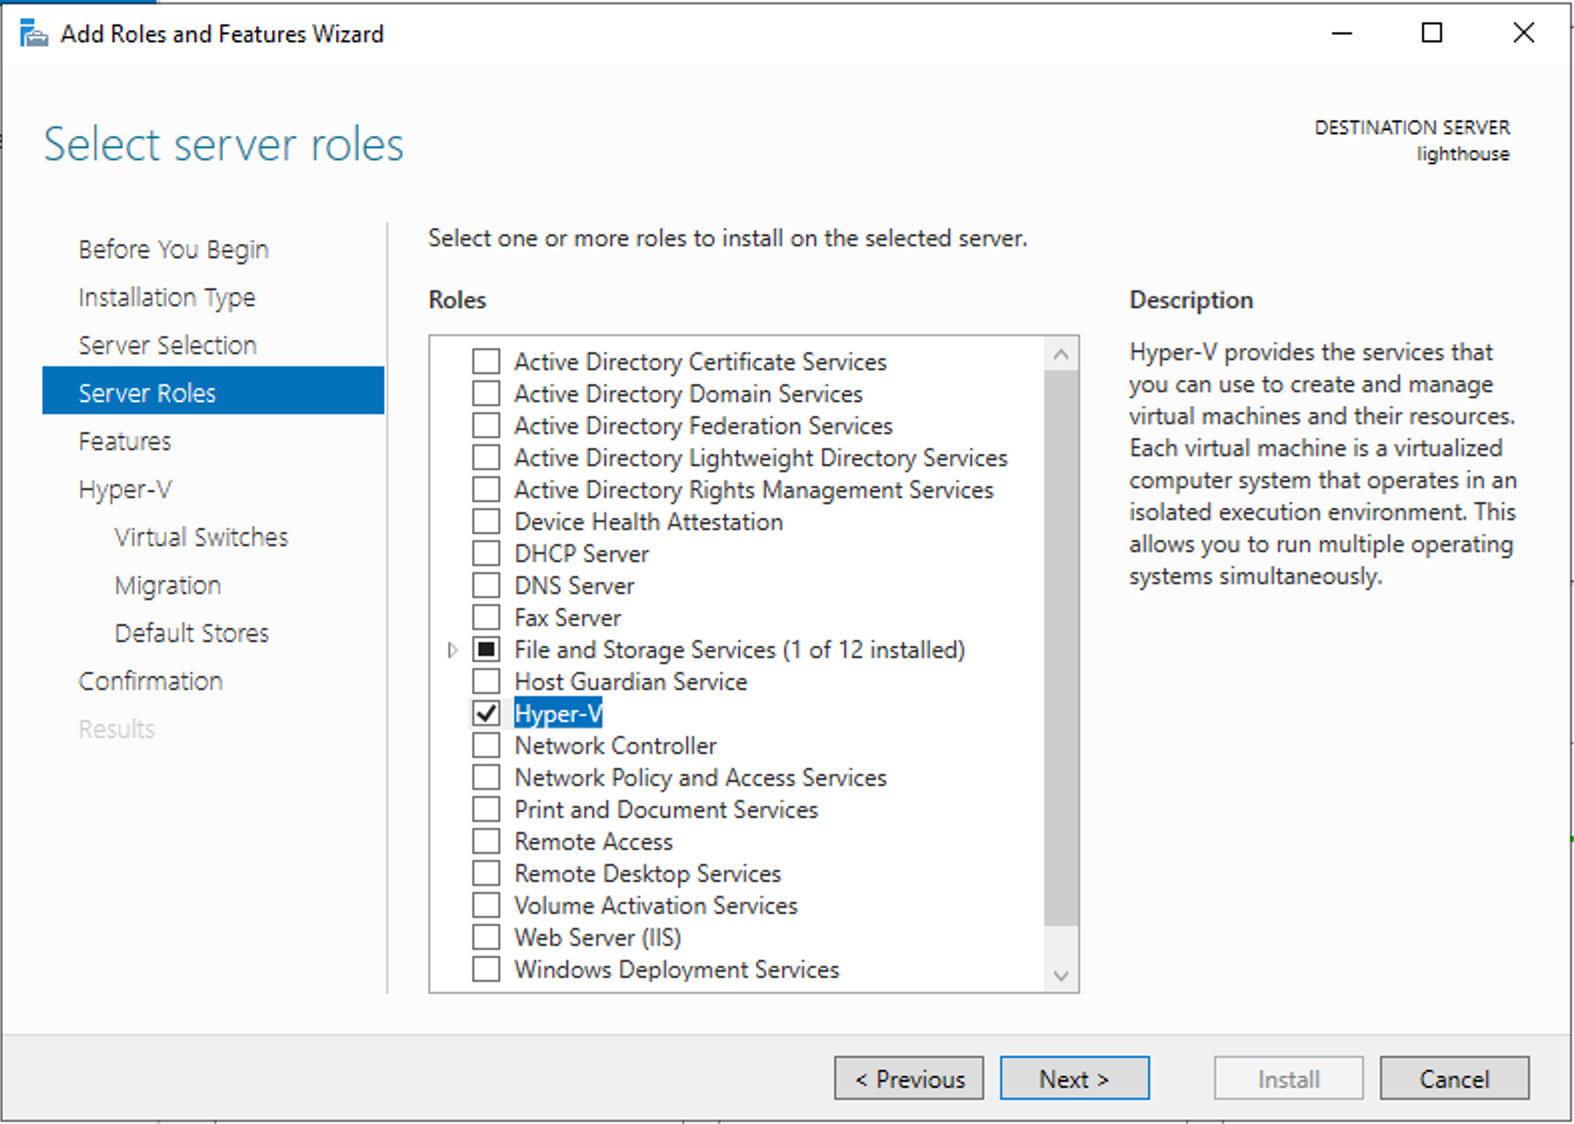 Add Roles and Features Wizard
Select server roles
DESTINATION SERVER
lighthouse
Before You Begin
Installation Type
Server Selection
Server Roles
Features
Hyper-V
Virtual Switches
Migration
Default Stores
Confirmation
Results
Select one or more roles to install on the selected server.
Roles
Active Directory Certificate Services
Active Directory Domain Services
Active Directory Federation Services
Active Directory Lightweight Directory Services
Active Directory Rights Management Services
Device Health Attestation
DHCP Server
DNS Server
Fax Server
File and Storage Services (1 of 12 installed)
Host Guardian Service
Hyper-V
Network Controller
Network Policy and Access Services
Print and Document Services
Remote Access
Remote Desktop Services
Volume Activation Services
Web Server (IIS)
Windows Deployment Services
Description
Hyper-V provides the services that
you can use to create and manage
virtual machines and their resources.
Each virtual machine is a virtualized
computer system that operates in an
isolated execution environment. This
allows you to run multiple operating
systems simultaneously.
< Previous
Next >
Install
Cancel